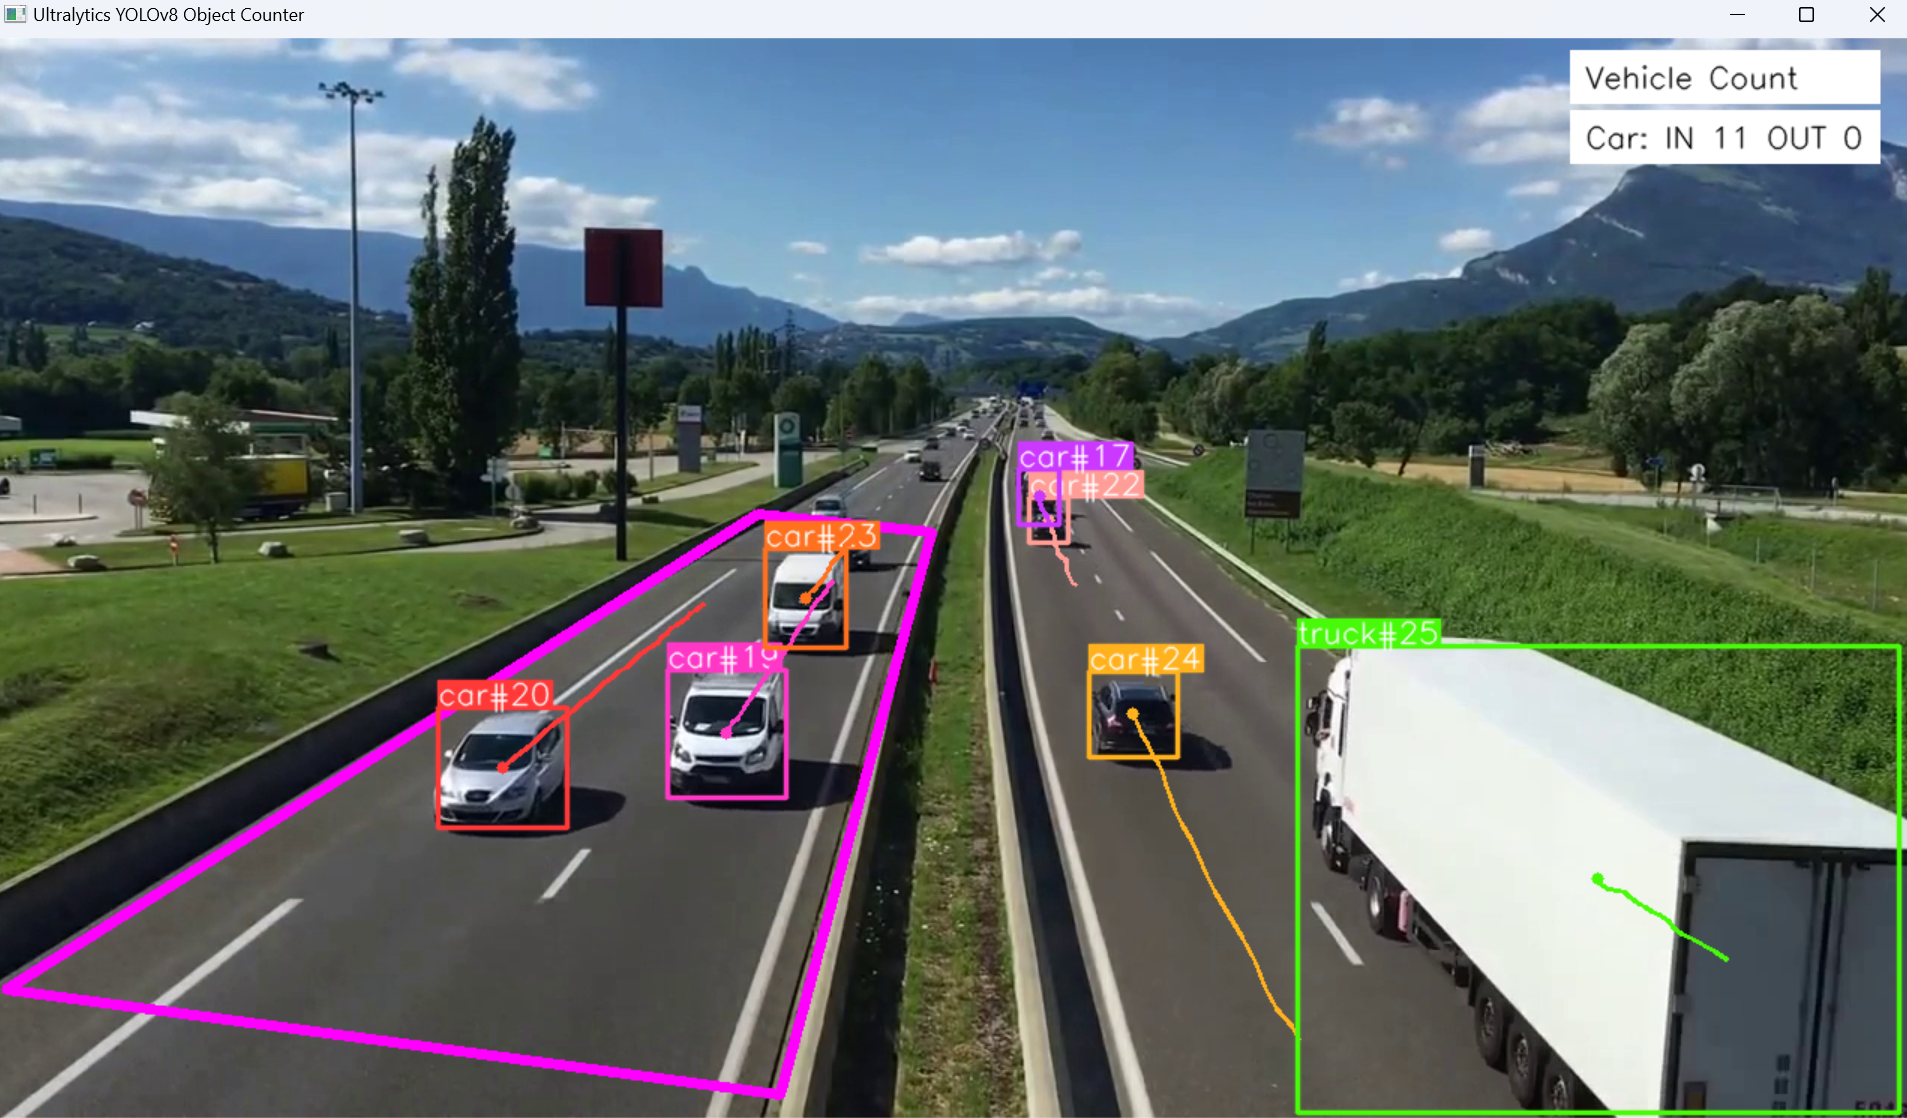 Ultralytics YOLOv8 Object Counter
Vehicle Count
Car: IN 11 OUT 0
car#17
car#22
car#23
truck#25
car#19
car#24
car#20